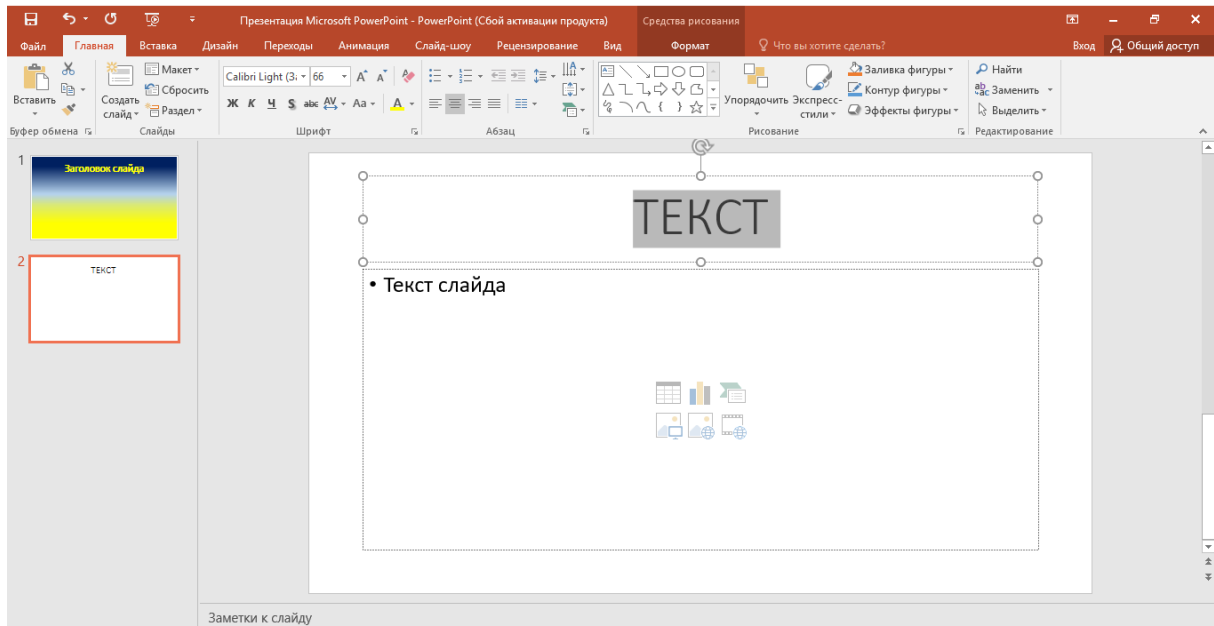 Презентация Microsoft PowerPoint - PowerPoint (Сбой активации продукта)
Средства рисования
Файл Главная Вставка Дизайн Переходы Анимация Слайд-шоу Рецензирование Вид Формат Что вы хотите сделать? Вход Общий доступ
Вставить
Создать слайд
Макет
Сбросить
Раздел
Calibri Light (За 66
Ж К Ч S abc AV Aa A
Упорядочить Экспресс-стили
Заливка фигуры
Контур фигуры
Эффекты фигуры
Найти
Заменить
Выделить
Буфер обмена Слайды Шрифт Абзац Рисование Редактирование
1
Заголовок слайда
2
ТЕКСТ
ТЕКСТ
• Текст слайда
Заметки к слайду